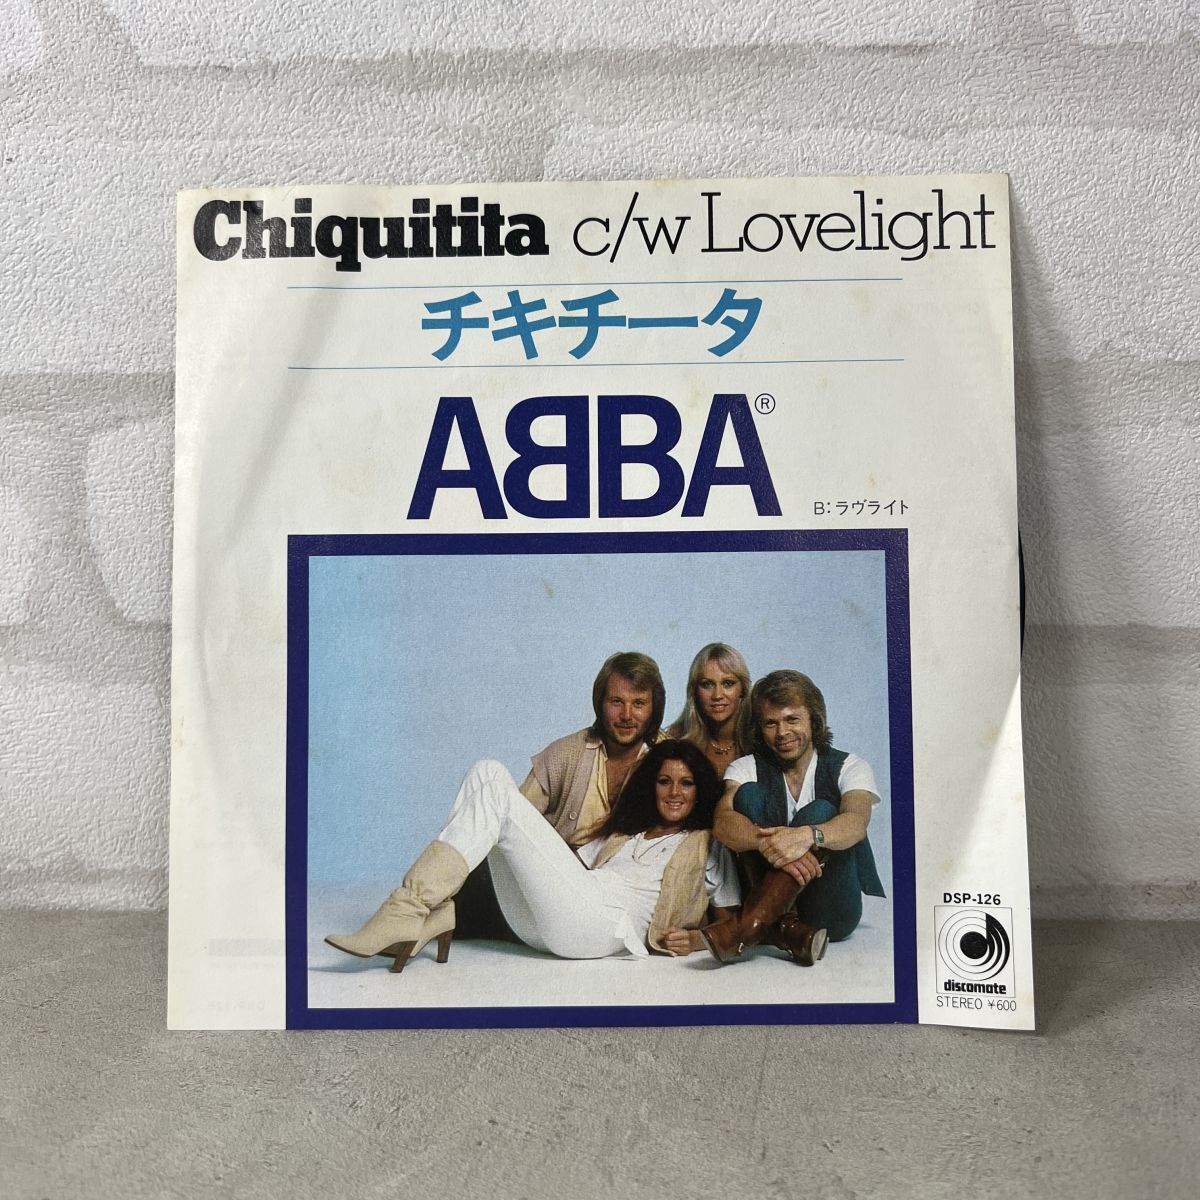 Chiquitita c/w Lovelight
チキチータ
ABBA®
B:ラヴライト
DSP-126
discomate
STEREO ¥600